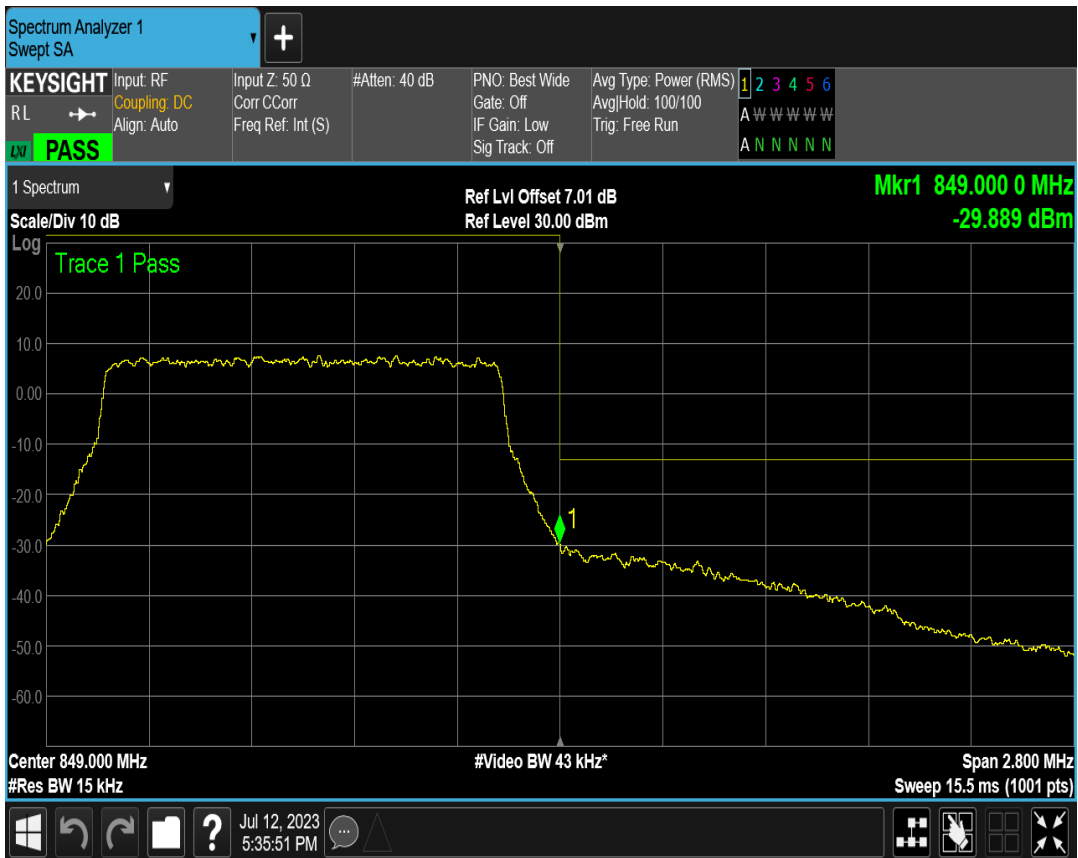 Spectrum Analyzer 1
Swept SA
+
KEYSIGHT
RL
LXI PASS
Input: RF
Coupling: DC
Align: Auto
Input Z: 50 Ω
Corr CCorr
Freq Ref: Int (S)
#Atten: 40 dB
PNO: Best Wide
Gate: Off
IF Gain: Low
Sig Track: Off
Avg Type: Power (RMS)
Avg|Hold: 100/100
Trig: Free Run
1 2 3 4 5 6
A W W W W W
A N N N N N
1 Spectrum
Scale/Div 10 dB
Ref Lvl Offset 7.01 dB
Ref Level 30.00 dBm
Mkr1 849.000 0 MHz
-29.889 dBm
Log
Trace 1 Pass
20.0
10.0
0.00
-10.0
-20.0
1
-30.0
-40.0
-50.0
-60.0
Center 849.000 MHz
#Res BW 15 kHz
#Video BW 43 kHz*
Span 2.800 MHz
Sweep 15.5 ms (1001 pts)
?
Jul 12, 2023
5:35:51 PM